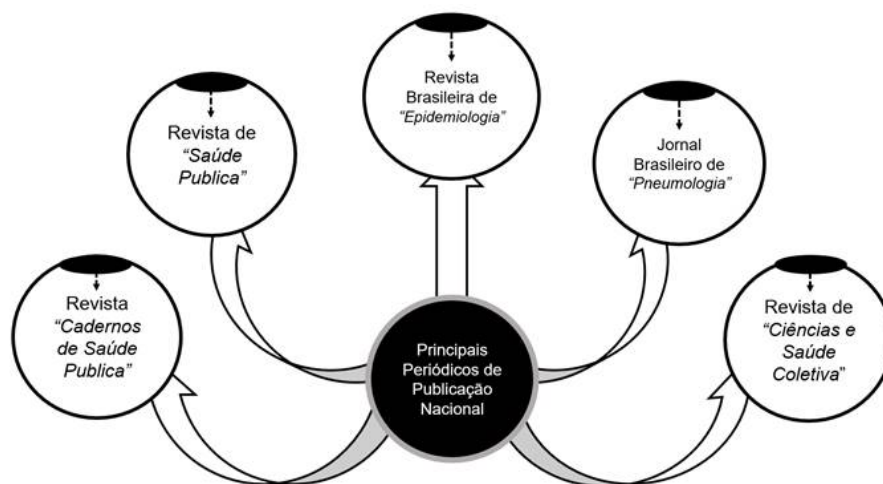 Revista
“Cadernos
de Saúde
Publica”
Revista de
“Saúde
Publica”
Revista
Brasileira de
“Epidemiologia”
Jornal
Brasileiro de
“Pneumologia”
Revista de
“Ciências e
Saúde
Coletiva”
Principais
Periódicos de
Publicação
Nacional